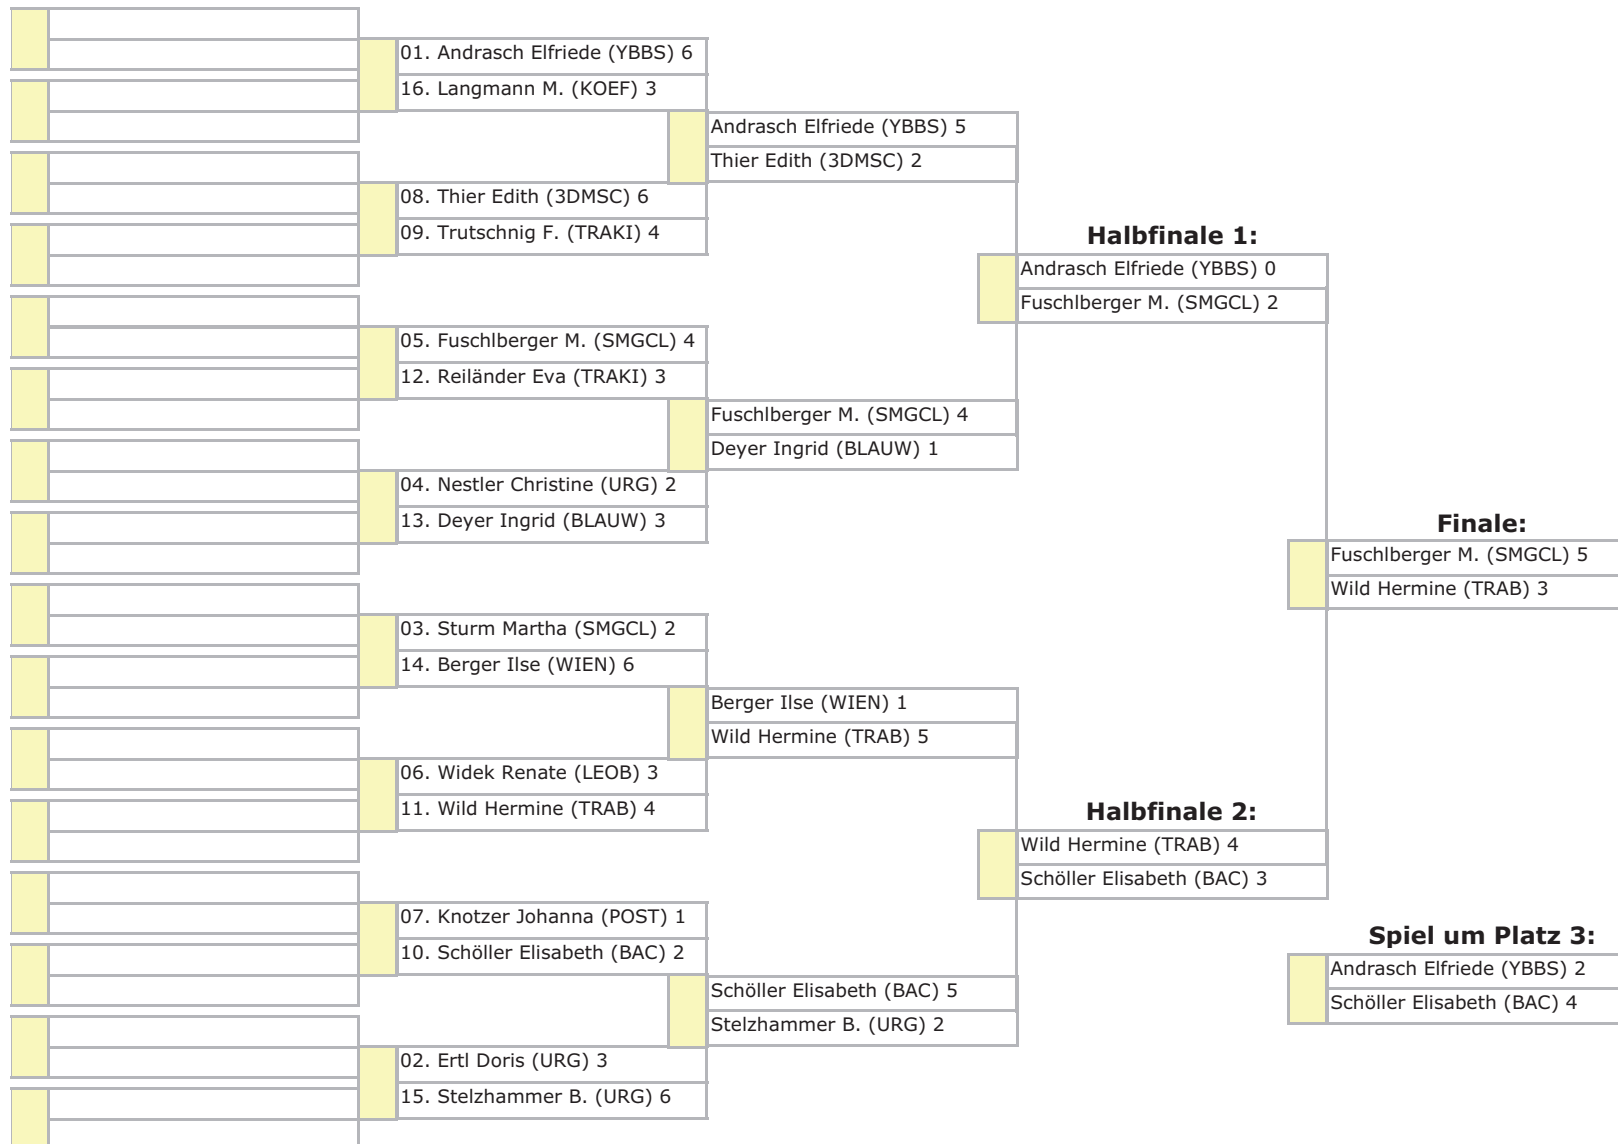 01. Andrasch Elfriede (YBBS) 6
16. Langmann M. (KOEF) 3
08. Thier Edith (3DMSC) 6
09. Trutschnig F. (TRAKI) 4
05. Fuschlberger M. (SMGCL) 4
12. Reiländer Eva (TRAKI) 3
04. Nestler Christine (URG) 2
13. Deyer Ingrid (BLAUW) 3
03. Sturm Martha (SMGCL) 2
14. Berger Ilse (WIEN) 6
06. Widek Renate (LEOB) 3
11. Wild Hermine (TRAB) 4
07. Knotzer Johanna (POST) 1
10. Schöller Elisabeth (BAC) 2
02. Ertl Doris (URG) 3
15. Stelzhammer B. (URG) 6
Andrasch Elfriede (YBBS) 5
Thier Edith (3DMSC) 2
Fuschlberger M. (SMGCL) 4
Deyer Ingrid (BLAUW) 1
Berger Ilse (WIEN) 1
Wild Hermine (TRAB) 5
Schöller Elisabeth (BAC) 5
Stelzhammer B. (URG) 2
Halbfinale 1:
Andrasch Elfriede (YBBS) 0
Fuschlberger M. (SMGCL) 2
Halbfinale 2:
Wild Hermine (TRAB) 4
Schöller Elisabeth (BAC) 3
Finale:
Fuschlberger M. (SMGCL) 5
Wild Hermine (TRAB) 3
Spiel um Platz 3:
Andrasch Elfriede (YBBS) 2
Schöller Elisabeth (BAC) 4